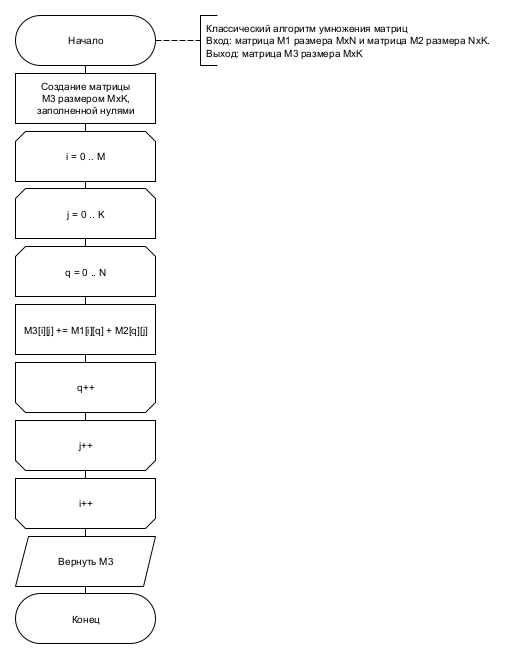 Начало
Классический алгоритм умножения матриц
Вход: матрица M1 размера MxN и матрица M2 размера NxK.
Выход: матрица M3 размера MxK
Создание матрицы
M3 размером MxK,
заполненной нулями
i = 0 .. M
j = 0 .. K
q = 0 .. N
M3[i][j] += M1[i][q] + M2[q][j]
q++
j++
i++
Вернуть M3
Конец